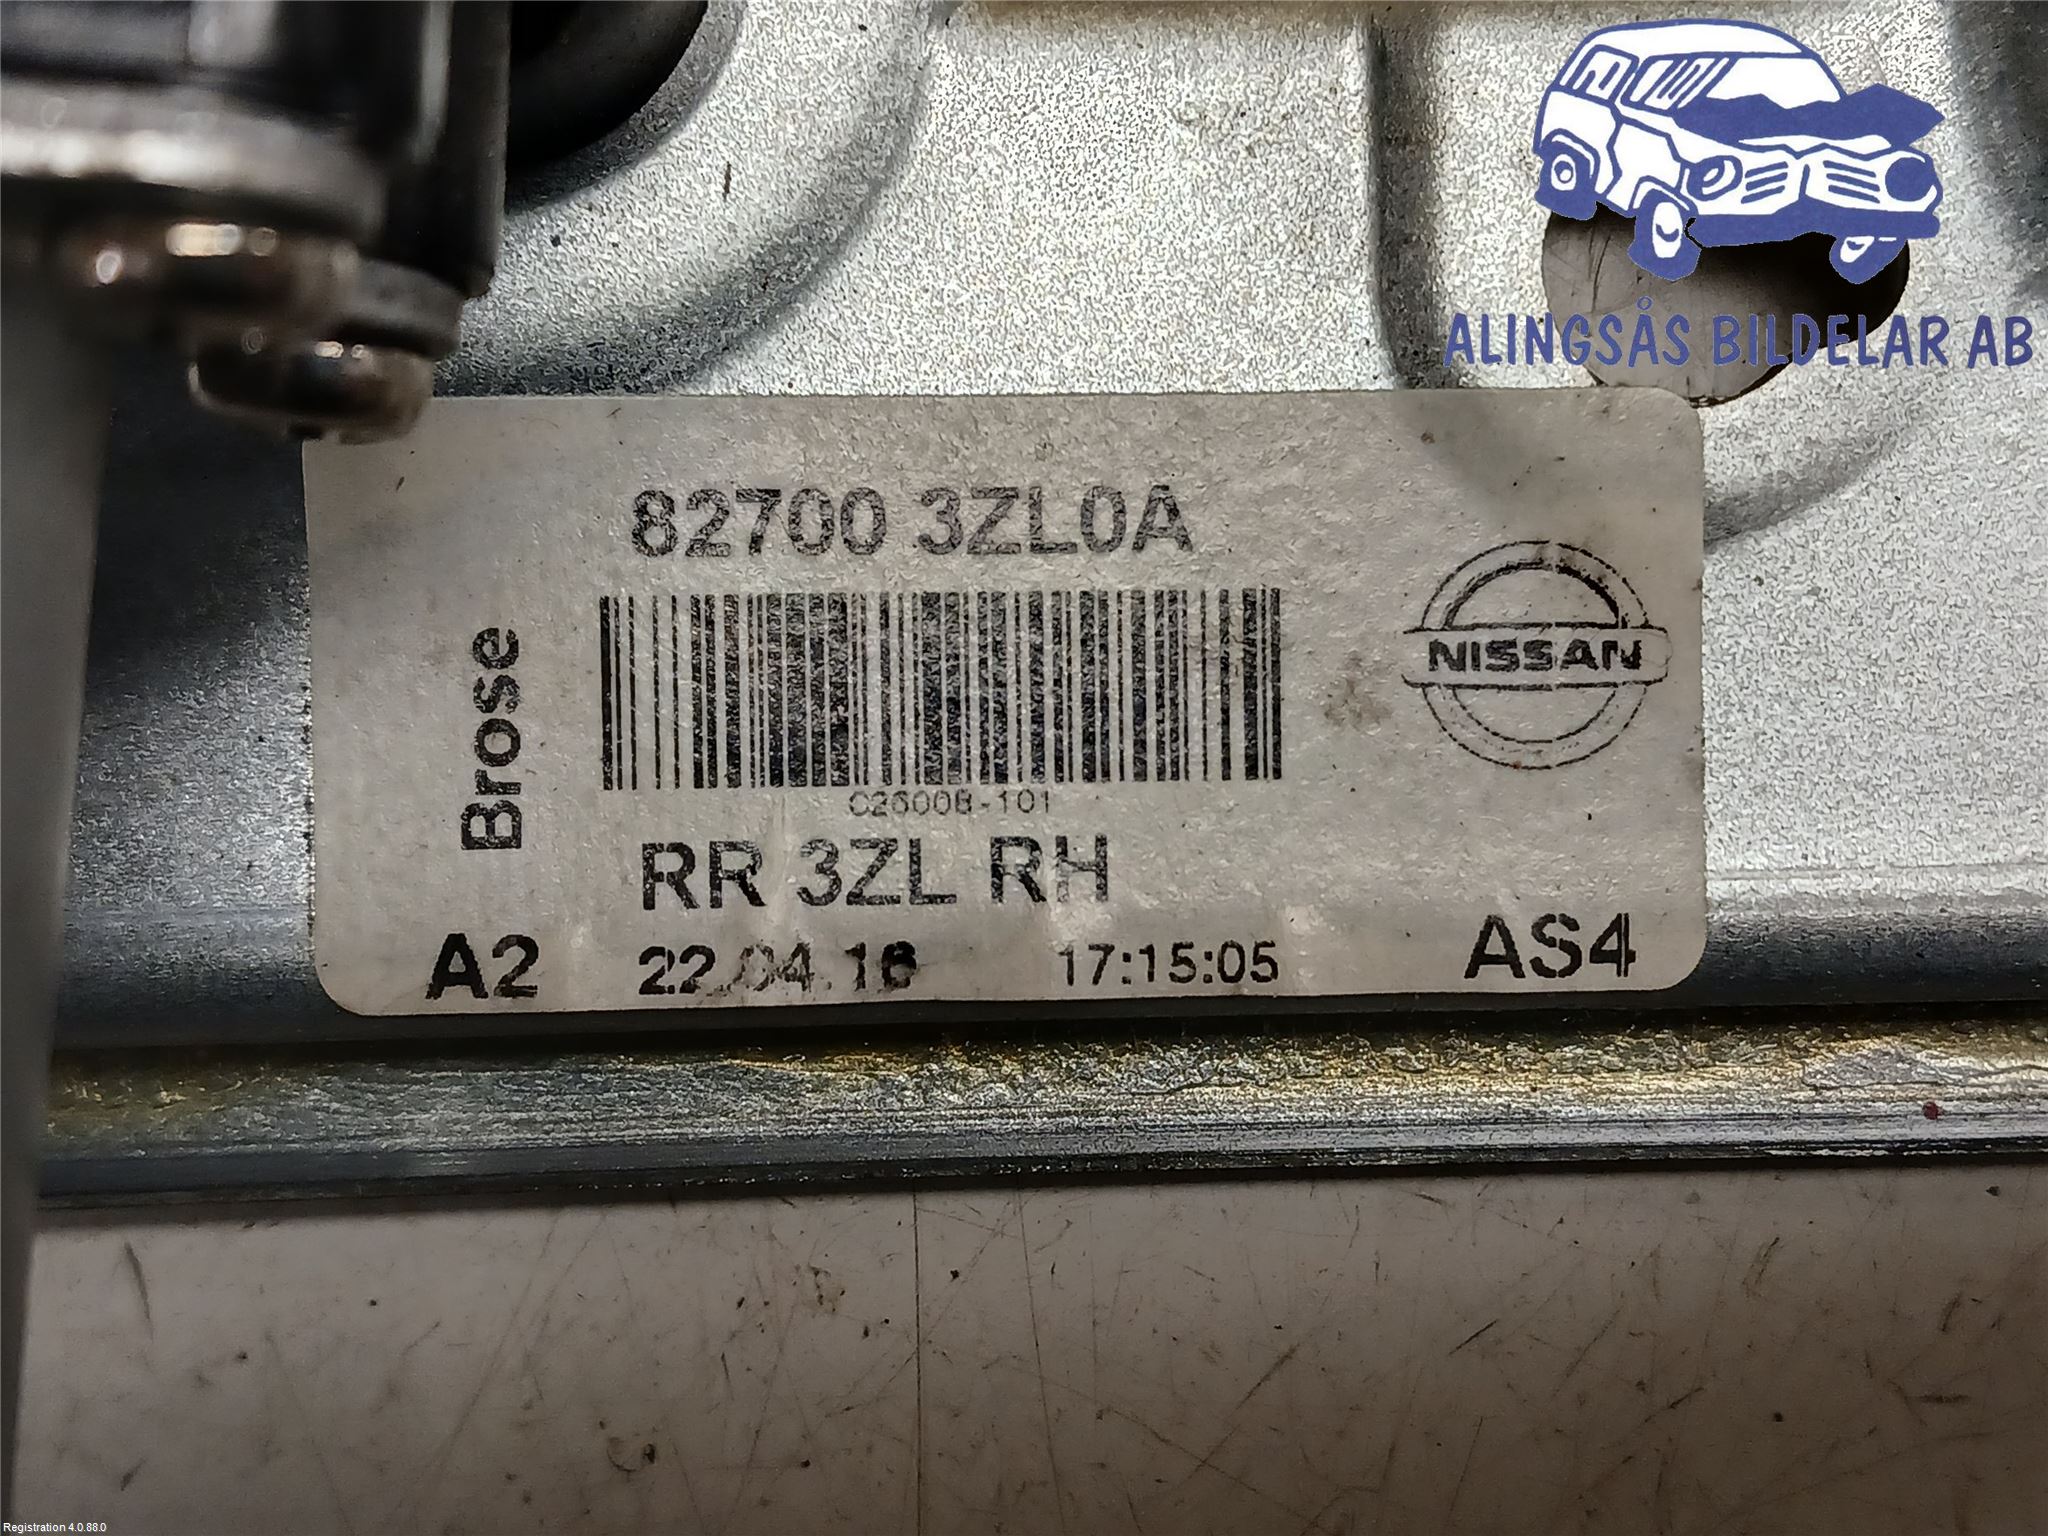 ALINGSÅS BILDELAR AB
82700 3ZL0A
Brose
NISSAN
C26008-101
RR 3ZL RH
A2 22.04.16 17:15:05 AS4
Registration 4.0.88.0